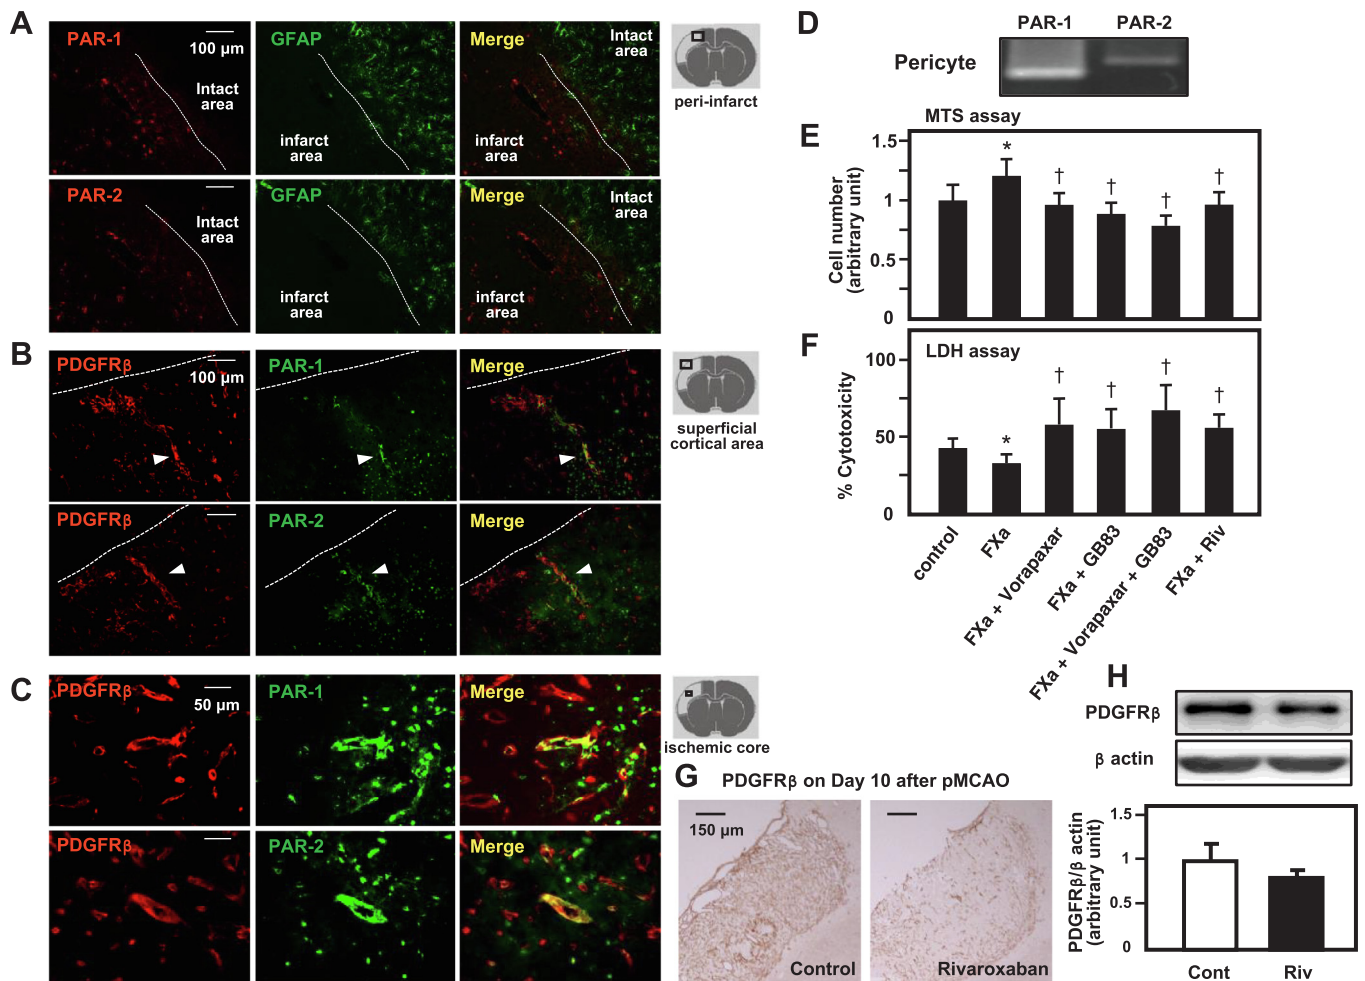 A
PAR-1
100 µm
Intact
area
GFAP
infarct
area
Merge
Intact
area
infarct
area
peri-infarct
PAR-2
Intact
area
GFAP
infarct
area
Merge
Intact
area
infarct
area
B
PDGFRβ
100 µm
PAR-1
Merge
superficial
cortical area
PDGFRβ
PAR-2
Merge
C
PDGFRβ
50 µm
PAR-1
Merge
ischemic core
PDGFRβ
PAR-2
Merge
D
PAR-1 PAR-2
Pericyte
E
MTS assay
Cell number
(arbitrary unit)
1.5
1
0.5
0
* † † † †
F
LDH assay
% Cytotoxicity
100
50
0
† * † † †
control
FXa
FXa + Vorapaxar
FXa + GB83
FXa + Vorapaxar + GB83
FXa + Riv
G
PDGFRβ on Day 10 after pMCAO
150 µm
Control
Rivaroxaban
H
PDGFRβ
β actin
PDGFRβ/β actin
(arbitrary unit)
1.5
1
0.5
0
Cont Riv